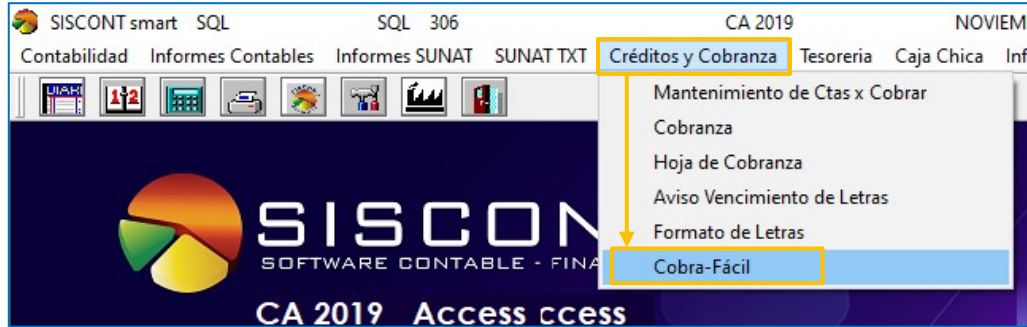 SISCONT smart SQL SQL 306 CA 2019 NOVIEM
Contabilidad Informes Contables Informes SUNAT SUNAT TXT Créditos y Cobranza Tesoreria Caja Chica Inf
Mantenimiento de Ctas x Cobrar
Cobranza
Hoja de Cobranza
Aviso Vencimiento de Letras
Formato de Letras
Cobra-Fácil
SISCON
SOFTWARE CONTABLE - FINA
CA 2019 Access ccess